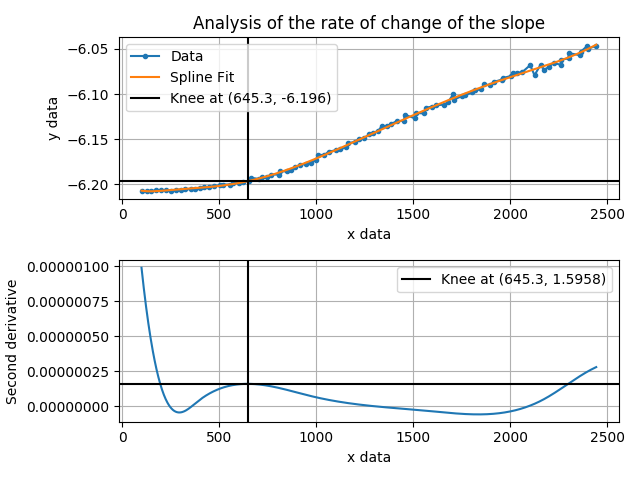 Analysis of the rate of change of the slope
−6.05
−6.10
−6.15
−6.20
y data
Data
Spline Fit
Knee at (645.3, -6.196)
0
500
1000
1500
2000
2500
x data
0.00000100
0.00000075
0.00000050
0.00000025
0.00000000
Second derivative
Knee at (645.3, 1.5958)
0
500
1000
1500
2000
2500
x data